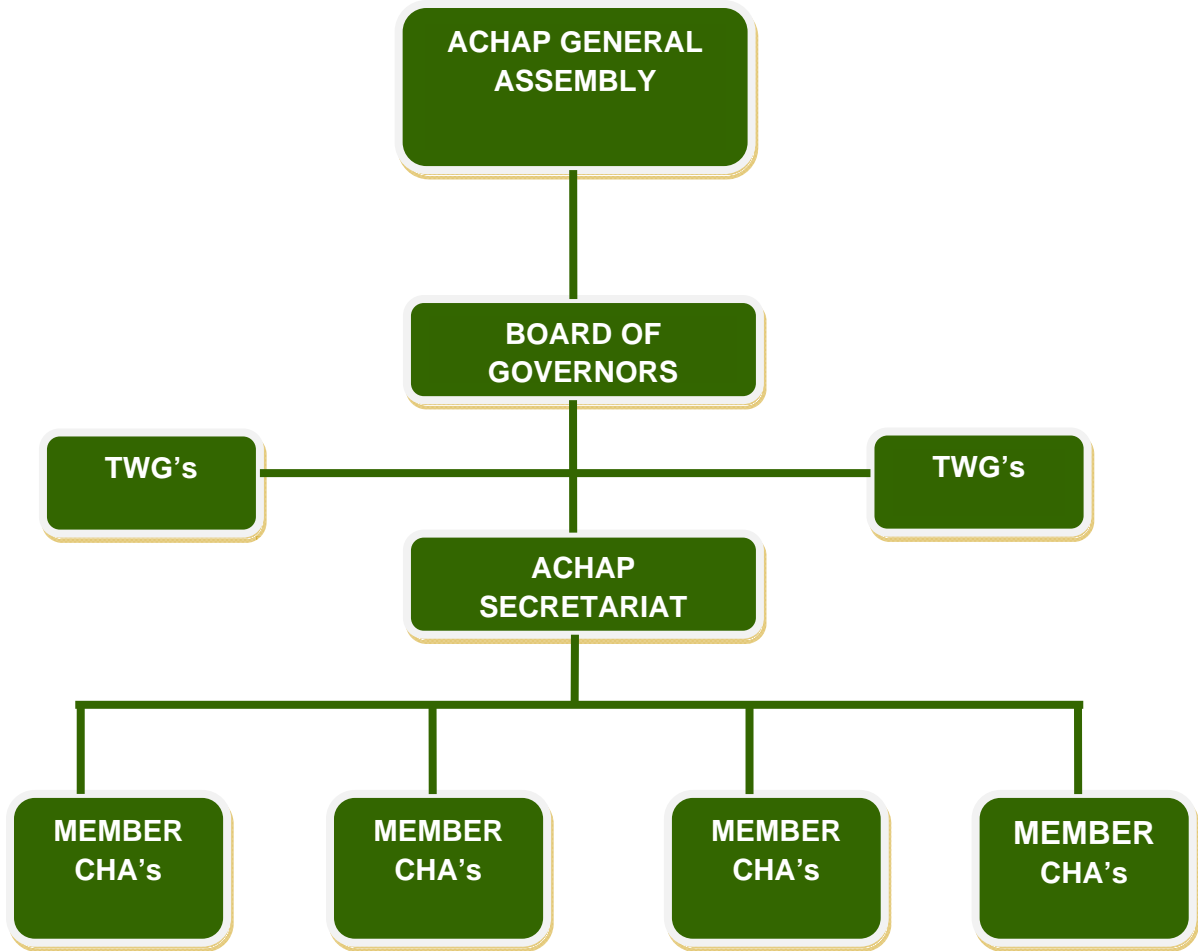 ACHAP GENERAL
ASSEMBLY
BOARD OF
GOVERNORS
TWG’s
TWG’s
ACHAP
SECRETARIAT
MEMBER
CHA’s
MEMBER
CHA’s
MEMBER
CHA’s
MEMBER
CHA’s